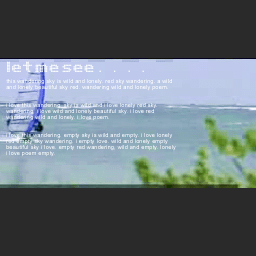 letmesee. . . .
this wandering sky is wild and lonely. red sky wandering. a wild
and lonely beautiful sky red. wandering wild and lonely poem.
i love this wandering. sky is wild and i love lonely red sky
wandering. i love wild and lonely beautiful sky. i love red
wandering wild and lonely. i love poem.
i love this wandering. empty sky is wild and empty. i love lonely
red empty sky wandering. i empty love. wild and lonely empty
beautiful sky i love. empty red wandering, wild and empty. lonely
i love poem empty.